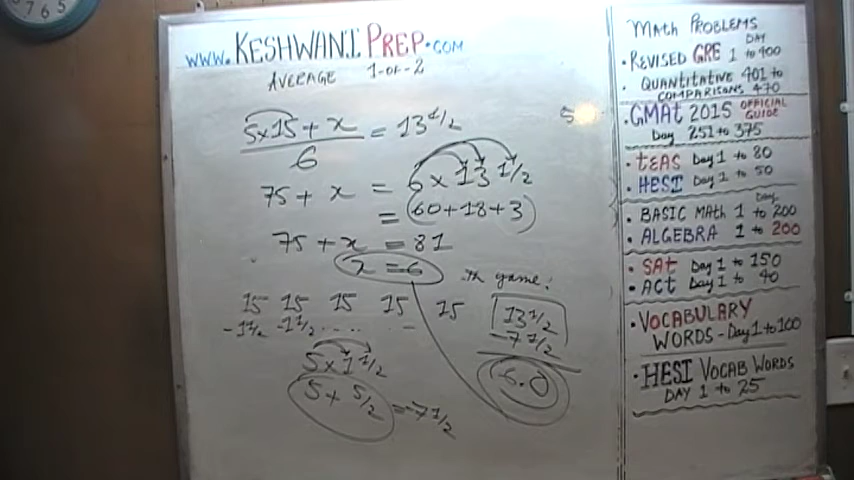 7 6 5
WWW.KESHWANI PREP.COM
AVERAGE 1-OF-2
5x15 + x
6
= 13 1/2
75 + x = 6 x 13 1/2
= (60+18+3)
75 + x = 81
x = 6
game:
15 15 15 15 15
-1 1/2 -1 1/2 .... –
13 1/2
-7 1/2
6.0
5x1 1/2
5 + 5/2 = -7 1/2
5
MATH PROBLEMS
DAY
• REVISED GRE 1 to 400
• QUANTITATIVE 401 to
COMPARISONS 470
• GMAt 2015 OFFICIAL GUIDE
Day 251 to 375
• tEAS Day 1 to 80
• HESI Day 1 to 50
Day
• BASIC MAth 1 to 200
• ALGEBRA 1 to 200
• SAt Day 1 to 150
• ACt Day 1 to 40
• VOCABULARY
WORDS - Day 1 to 100
• HESI VOCAB WORDS
DAY 1 to 25